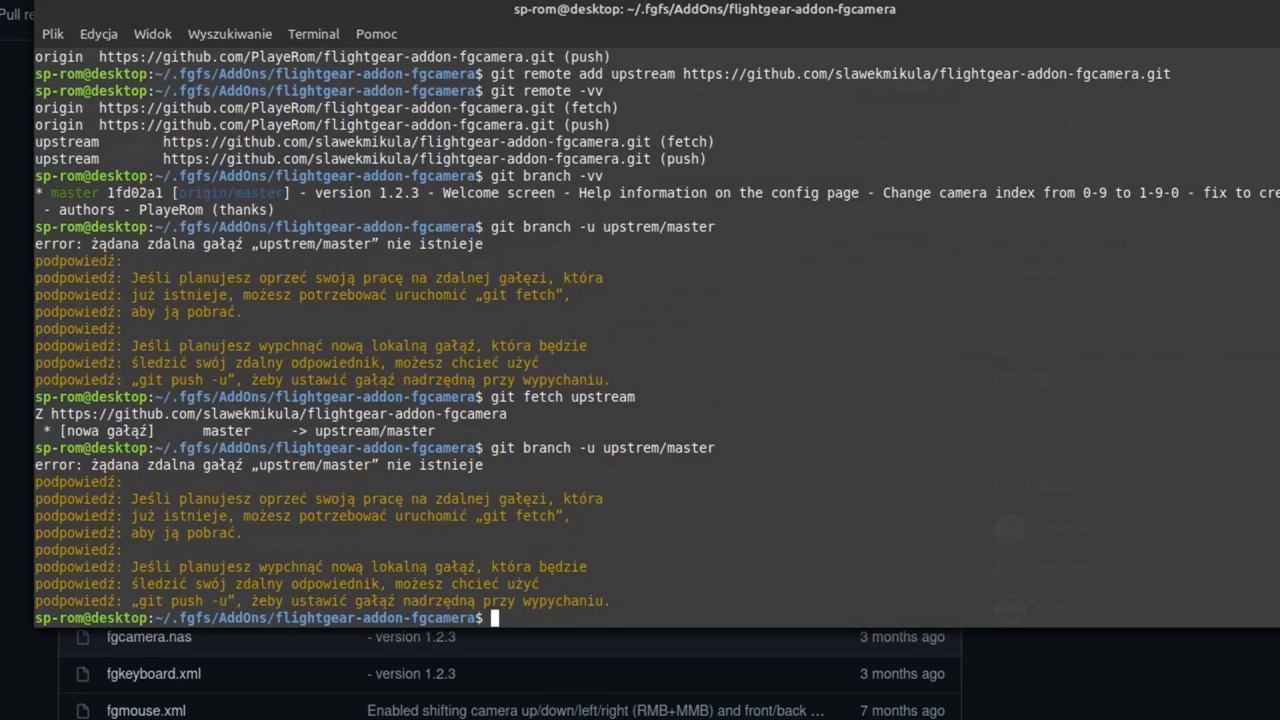 Pull re
sp-rom@desktop: ~/.fgfs/AddOns/flightgear-addon-fgcamera
Plik Edycja Widok Wyszukiwanie Terminal Pomoc
origin  https://github.com/PlayeRom/flightgear-addon-fgcamera.git (push)
sp-rom@desktop:~/.fgfs/AddOns/flightgear-addon-fgcamera$ git remote add upstream https://github.com/slawekmikula/flightgear-addon-fgcamera.git
sp-rom@desktop:~/.fgfs/AddOns/flightgear-addon-fgcamera$ git remote -vv
origin  https://github.com/PlayeRom/flightgear-addon-fgcamera.git (fetch)
origin  https://github.com/PlayeRom/flightgear-addon-fgcamera.git (push)
upstream        https://github.com/slawekmikula/flightgear-addon-fgcamera.git (fetch)
upstream        https://github.com/slawekmikula/flightgear-addon-fgcamera.git (push)
sp-rom@desktop:~/.fgfs/AddOns/flightgear-addon-fgcamera$ git branch -vv
* master 1fd02a1 [origin/master] - version 1.2.3 - Welcome screen - Help information on the config page - Change camera index from 0-9 to 1-9-0 - fix to cre
 - authors - PlayeRom (thanks)
sp-rom@desktop:~/.fgfs/AddOns/flightgear-addon-fgcamera$ git branch -u upstrem/master
error: żądana zdalna gałąź „upstrem/master” nie istnieje
podpowiedź:
podpowiedź: Jeśli planujesz oprzeć swoją pracę na zdalnej gałęzi, która
podpowiedź: już istnieje, możesz potrzebować uruchomić „git fetch”,
podpowiedź: aby ją pobrać.
podpowiedź:
podpowiedź: Jeśli planujesz wypchnąć nową lokalną gałąź, która będzie
podpowiedź: śledzić swój zdalny odpowiednik, możesz chcieć użyć
podpowiedź: „git push -u”, żeby ustawić gałąź nadrzędną przy wypychaniu.
sp-rom@desktop:~/.fgfs/AddOns/flightgear-addon-fgcamera$ git fetch upstream
Z https://github.com/slawekmikula/flightgear-addon-fgcamera
 * [nowa gałąź]      master     -> upstream/master
sp-rom@desktop:~/.fgfs/AddOns/flightgear-addon-fgcamera$ git branch -u upstrem/master
error: żądana zdalna gałąź „upstrem/master” nie istnieje
podpowiedź:
podpowiedź: Jeśli planujesz oprzeć swoją pracę na zdalnej gałęzi, która
podpowiedź: już istnieje, możesz potrzebować uruchomić „git fetch”,
podpowiedź: aby ją pobrać.
podpowiedź:
podpowiedź: Jeśli planujesz wypchnąć nową lokalną gałąź, która będzie
podpowiedź: śledzić swój zdalny odpowiednik, możesz chcieć użyć
podpowiedź: „git push -u”, żeby ustawić gałąź nadrzędną przy wypychaniu.
sp-rom@desktop:~/.fgfs/AddOns/flightgear-addon-fgcamera$
fgcamera.nas - version 1.2.3 3 months ago
fgkeyboard.xml - version 1.2.3 3 months ago
fgmouse.xml Enabled shifting camera up/down/left/right (RMB+MMB) and front/back … 7 months ago